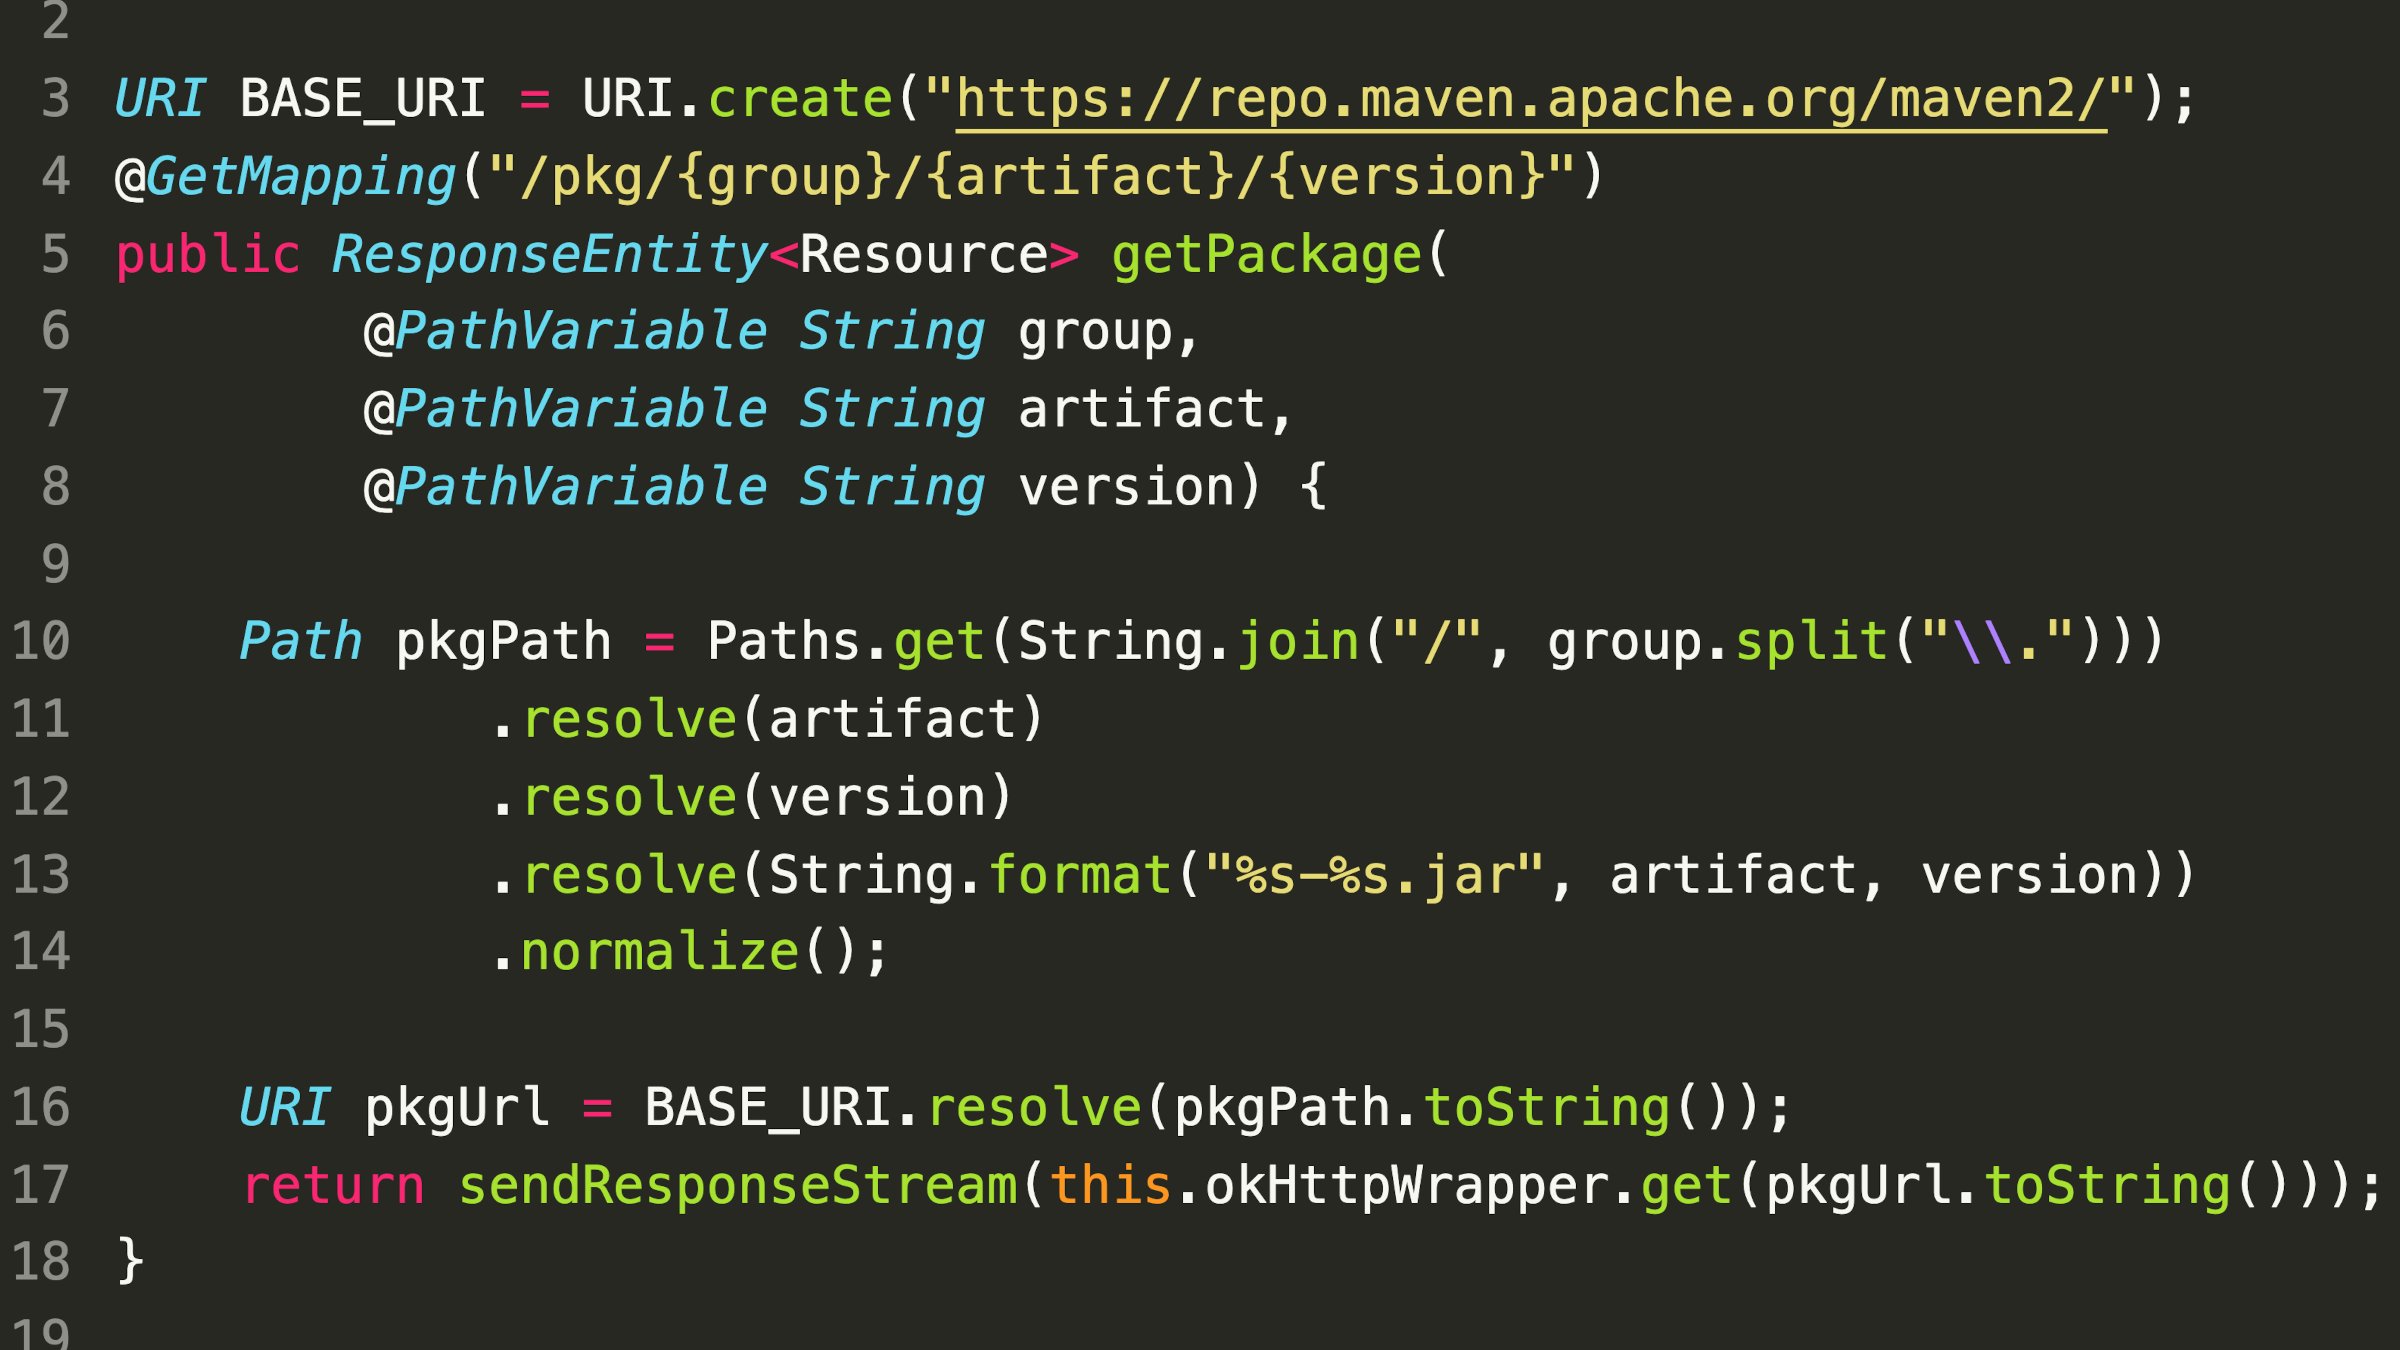 2
3 URI BASE_URI = URI.create("https://repo.maven.apache.org/maven2/");
4 @GetMapping("/pkg/{group}/{artifact}/{version}")
5 public ResponseEntity<Resource> getPackage(
6         @PathVariable String group,
7         @PathVariable String artifact,
8         @PathVariable String version) {
9
10     Path pkgPath = Paths.get(String.join("/", group.split("\\.")))
11             .resolve(artifact)
12             .resolve(version)
13             .resolve(String.format("%s-%s.jar", artifact, version))
14             .normalize();
15
16     URI pkgUrl = BASE_URI.resolve(pkgPath.toString());
17     return sendResponseStream(this.okHttpWrapper.get(pkgUrl.toString()));
18 }
19